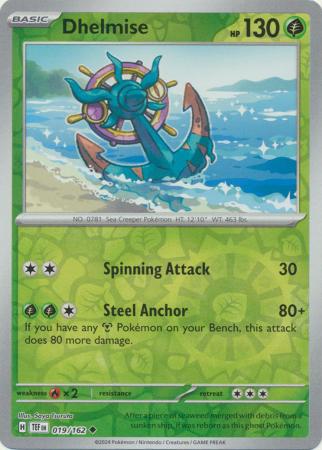 BASIC
Dhelmise
HP 130
NO. 0781 Sea Creeper Pokémon HT: 12'10" WT: 463 lbs.
Spinning Attack 30
Steel Anchor 80+
If you have any Pokémon on your Bench, this attack
does 80 more damage.
weakness ×2 resistance retreat
Illus. Saya Tsuruta
H TEF EN 019/162
After a piece of seaweed merged with debris from a
sunken ship, it was reborn as this ghost Pokémon.
©2024 Pokémon / Nintendo / Creatures / GAME FREAK